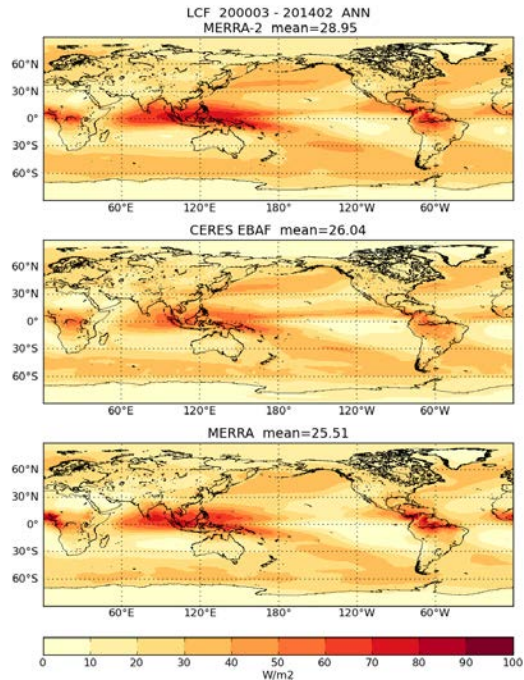 LCF 200003 - 201402 ANN
MERRA-2 mean=28.95
60°N
30°N
0°
30°S
60°S
60°E 120°E 180° 120°W 60°W
CERES EBAF mean=26.04
60°N
30°N
0°
30°S
60°S
60°E 120°E 180° 120°W 60°W
MERRA mean=25.51
60°N
30°N
0°
30°S
60°S
60°E 120°E 180° 120°W 60°W
0 10 20 30 40 50 60 70 80 90 100
W/m2